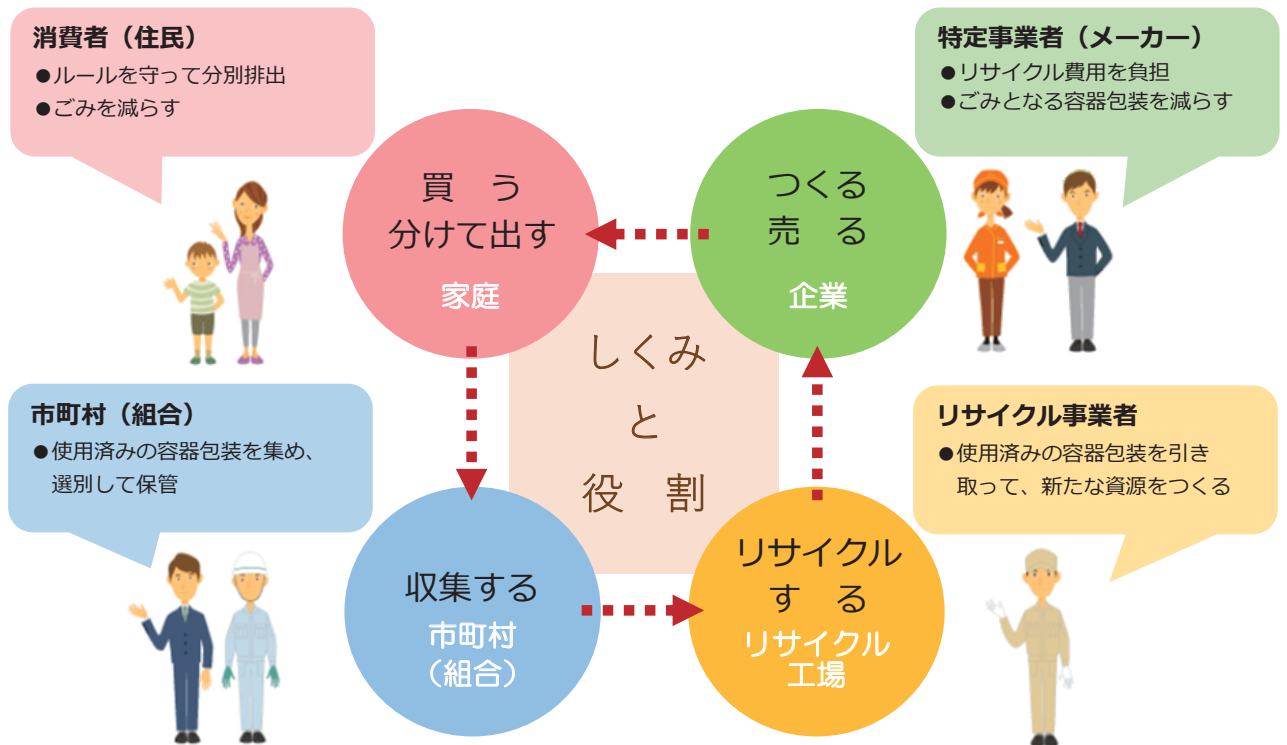 消費者（住民）
●ルールを守って分別排出
●ごみを減らす
特定事業者（メーカー）
●リサイクル費用を負担
●ごみとなる容器包装を減らす
買　う
分けて出す
家庭
つくる
売　る
企業
しくみ
と
役　割
市町村（組合）
●使用済みの容器包装を集め、
選別して保管
リサイクル事業者
●使用済みの容器包装を引き
取って、新たな資源をつくる
収集する
市町村
（組合）
リサイクル
す　る
リサイクル
工場